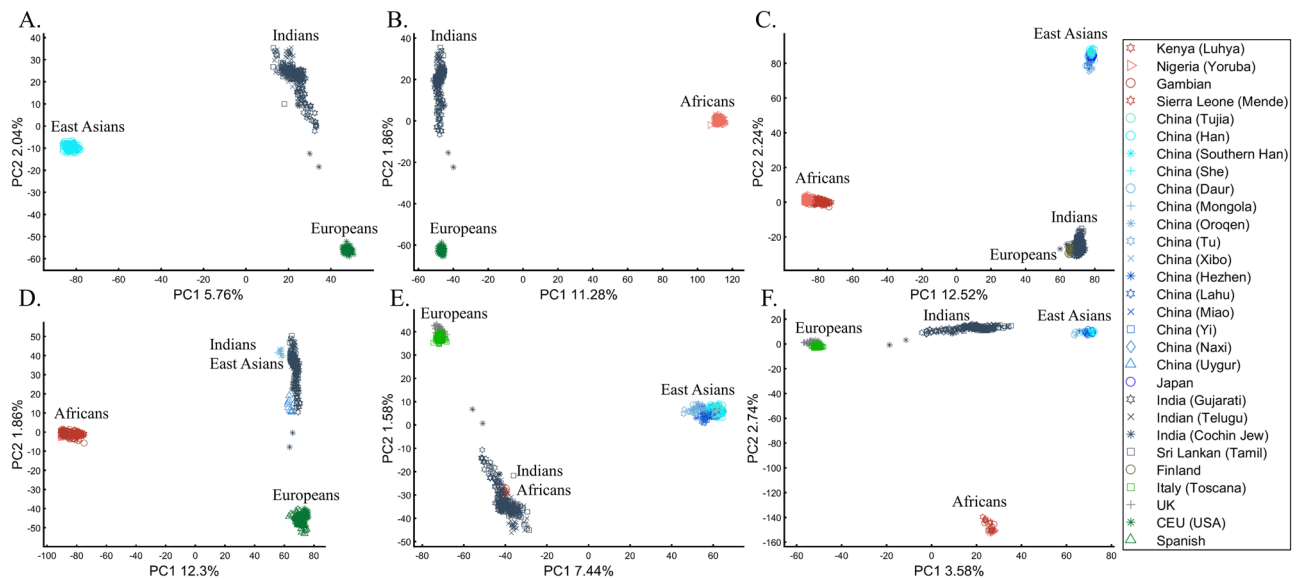 A.
Indians
East Asians
Europeans
40
30
20
10
0
-10
-20
-30
-40
-50
-60
-80
-60
-40
-20
0
20
40
PC1 5.76%
PC2 2.04%
B.
Indians
Africans
Europeans
40
20
0
-20
-40
-60
-60
-40
-20
0
20
40
60
80
100
120
PC1 11.28%
PC2 1.86%
C.
East Asians
Africans
Indians
Europeans
80
60
40
20
0
-20
-80
-60
-40
-20
0
20
40
60
80
PC1 12.52%
PC2 2.24%
D.
Indians
East Asians
Africans
Europeans
50
40
30
20
10
0
-10
-20
-30
-40
-50
-100
-80
-60
-40
-20
0
20
40
60
80
PC1 12.3%
PC2 1.86%
E.
Europeans
East Asians
Indians
Africans
40
30
20
10
0
-10
-20
-30
-40
-50
-80
-60
-40
-20
0
20
40
60
PC1 7.44%
PC2 1.58%
F.
Europeans
Indians
East Asians
Africans
20
0
-20
-40
-60
-80
-100
-120
-140
-160
-60
-40
-20
0
20
40
60
80
PC1 3.58%
PC2 2.74%
Kenya (Luhya)
Nigeria (Yoruba)
Gambian
Sierra Leone (Mende)
China (Tujia)
China (Han)
China (Southern Han)
China (She)
China (Daur)
China (Mongola)
China (Oroqen)
China (Tu)
China (Xibo)
China (Hezhen)
China (Lahu)
China (Miao)
China (Yi)
China (Naxi)
China (Uygur)
Japan
India (Gujarati)
Indian (Telugu)
India (Cochin Jew)
Sri Lankan (Tamil)
Finland
Italy (Toscana)
UK
CEU (USA)
Spanish